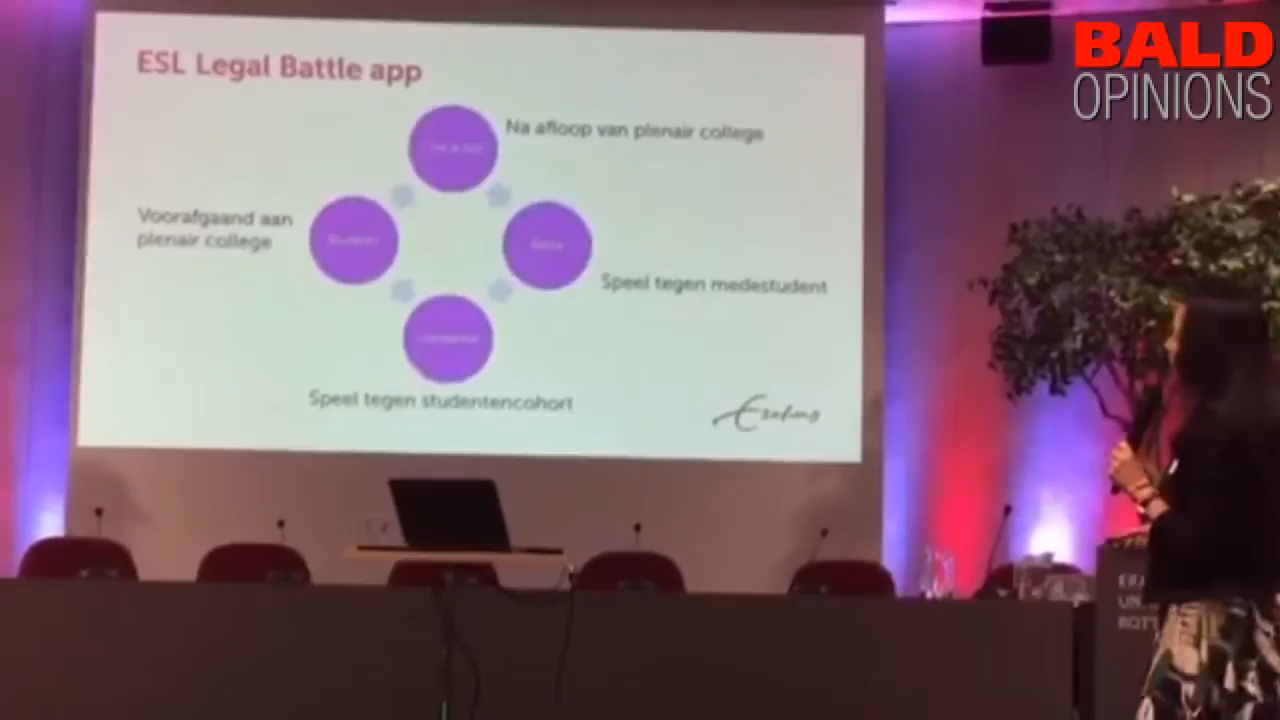 BALD
OPINIONS
ESL Legal Battle app
Na afloop van plenair college
Voorafgaand aan
plenair college
Speel tegen medestudent
Speel tegen studentencohort
Erasmus